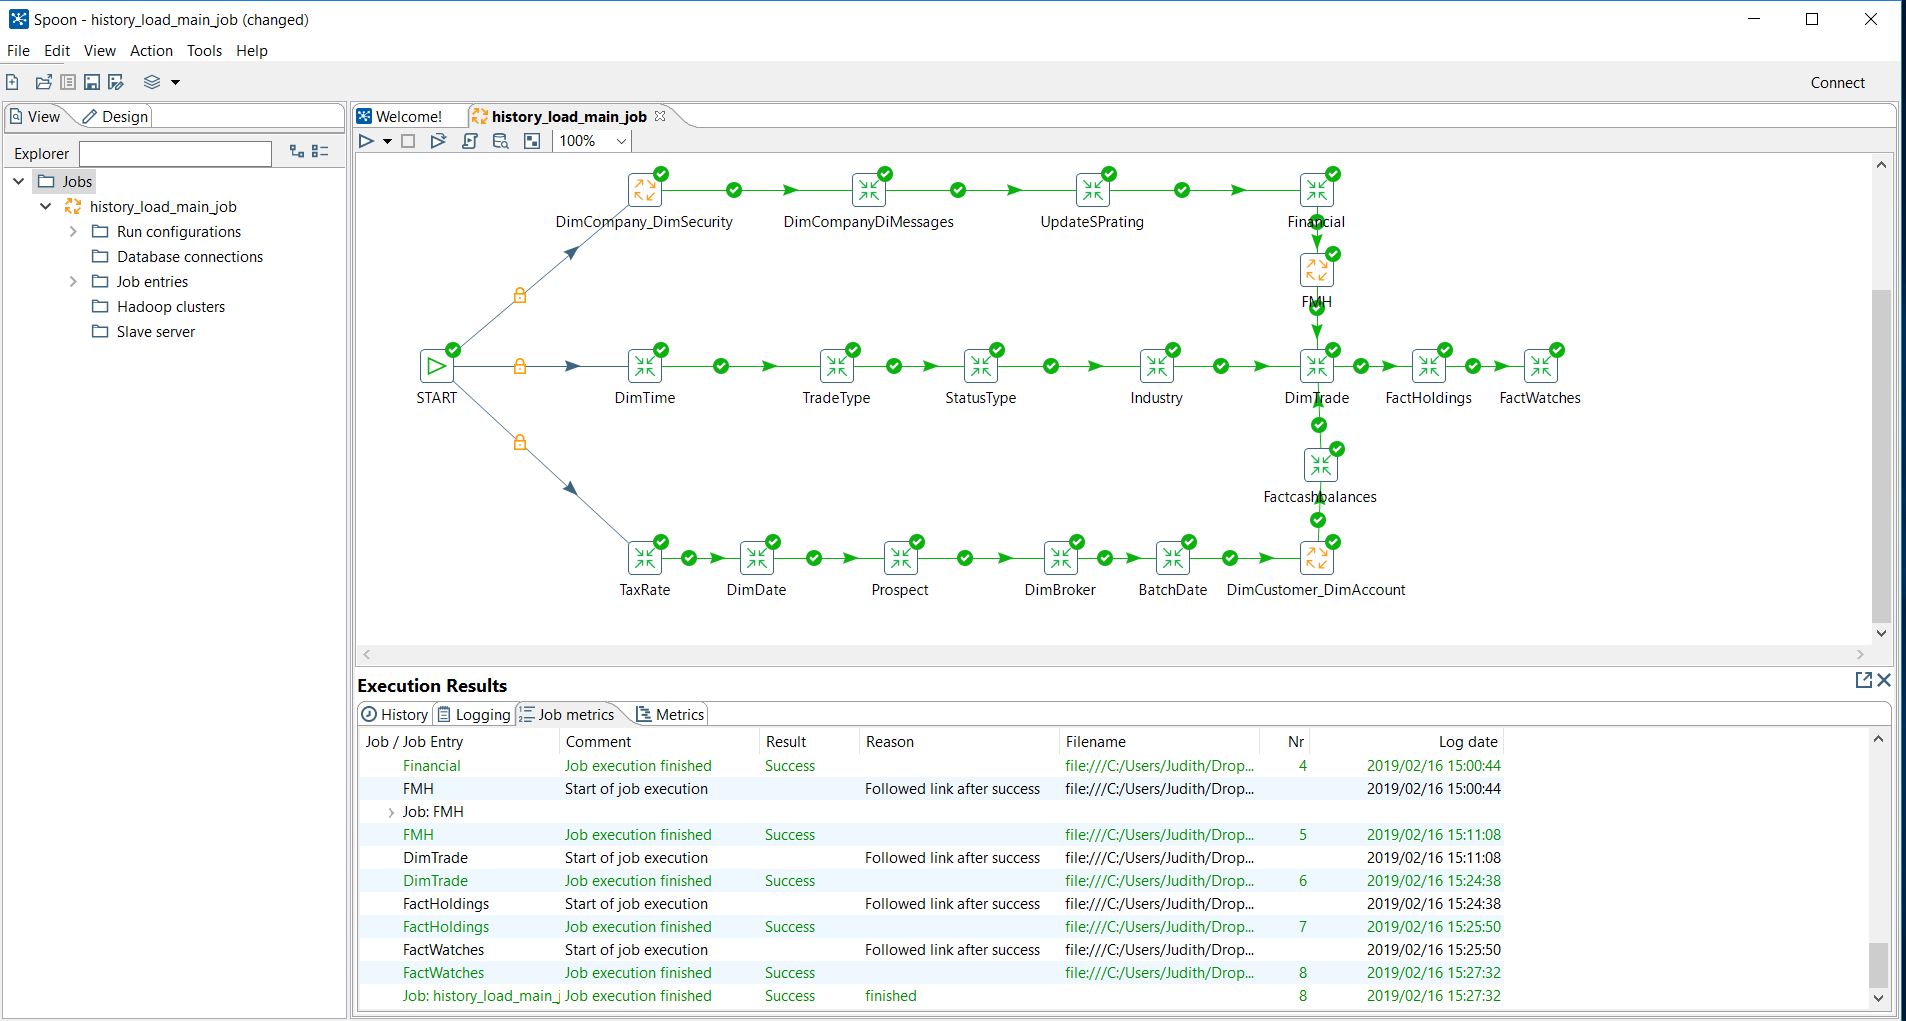 Spoon - history_load_main_job (changed)
File Edit View Action Tools Help
Connect
View Design
Welcome! history_load_main_job
100%
Explorer
Jobs
history_load_main_job
Run configurations
Database connections
Job entries
Hadoop clusters
Slave server
DimCompany_DimSecurity DimCompanyDiMessages UpdateSPrating Financial
FMH
START DimTime TradeType StatusType Industry DimTrade FactHoldings FactWatches
Factcashbalances
TaxRate DimDate Prospect DimBroker BatchDate DimCustomer_DimAccount
Execution Results
History Logging Job metrics Metrics
Job / Job Entry Comment Result Reason Filename Nr Log date
Financial Job execution finished Success file:///C:/Users/Judith/Drop... 4 2019/02/16 15:00:44
FMH Start of job execution Followed link after success file:///C:/Users/Judith/Drop... 2019/02/16 15:00:44
Job: FMH
FMH Job execution finished Success file:///C:/Users/Judith/Drop... 5 2019/02/16 15:11:08
DimTrade Start of job execution Followed link after success file:///C:/Users/Judith/Drop... 2019/02/16 15:11:08
DimTrade Job execution finished Success file:///C:/Users/Judith/Drop... 6 2019/02/16 15:24:38
FactHoldings Start of job execution Followed link after success file:///C:/Users/Judith/Drop... 2019/02/16 15:24:38
FactHoldings Job execution finished Success file:///C:/Users/Judith/Drop... 7 2019/02/16 15:25:50
FactWatches Start of job execution Followed link after success file:///C:/Users/Judith/Drop... 2019/02/16 15:25:50
FactWatches Job execution finished Success file:///C:/Users/Judith/Drop... 8 2019/02/16 15:27:32
Job: history_load_main_j Job execution finished Success finished 8 2019/02/16 15:27:32